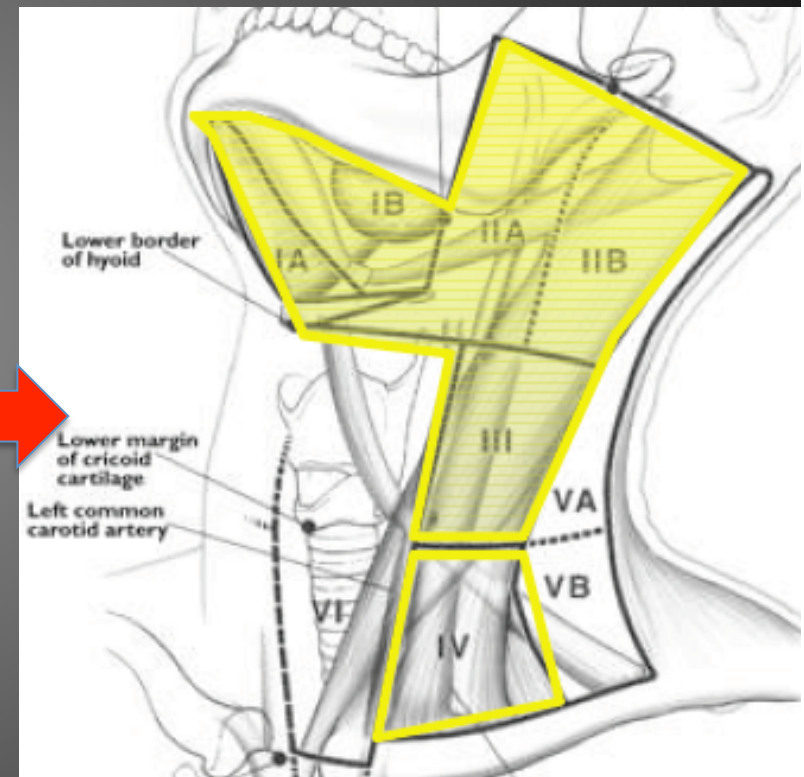 IB
IIA
IA
IIB
Lower border
of hyoid
III
Lower margin
of cricoid
cartilage
VA
Left common
carotid artery
VB
VI
IV